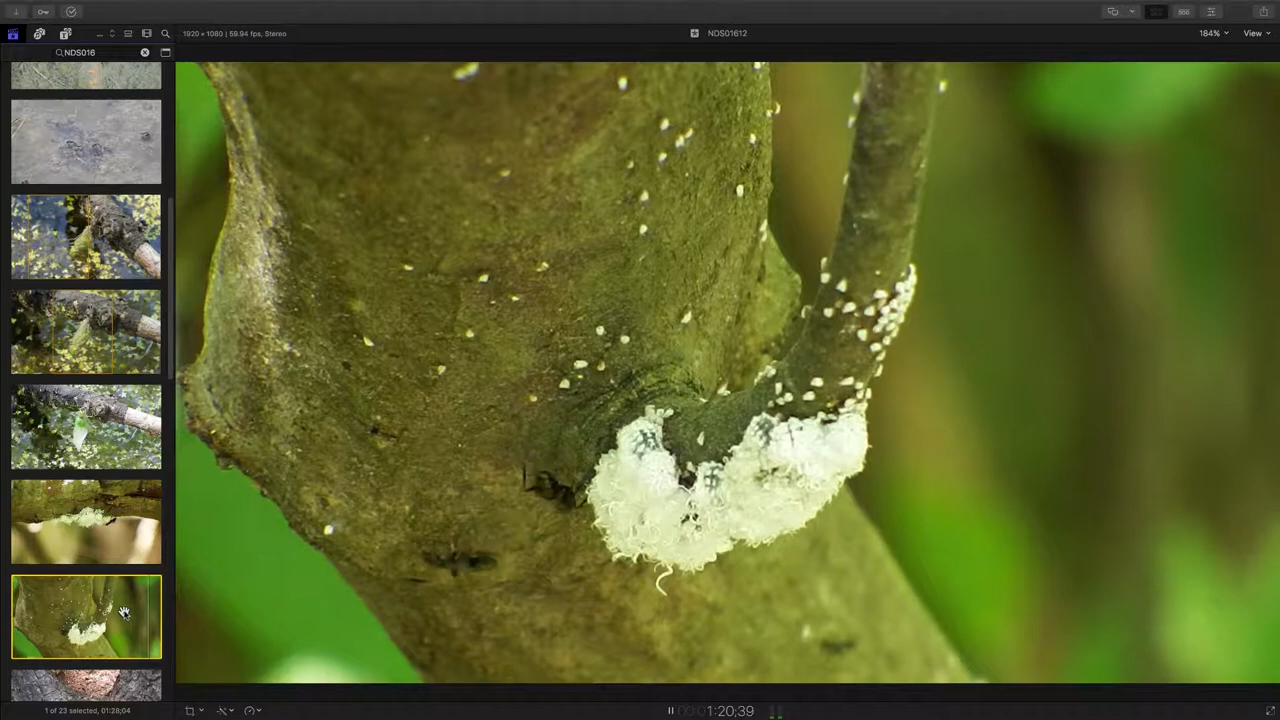 1920 × 1080 | 59.94 fps, Stereo
NDS01612
184%
View
NDS016
1 of 23 selected, 01:28;04
1:20;39